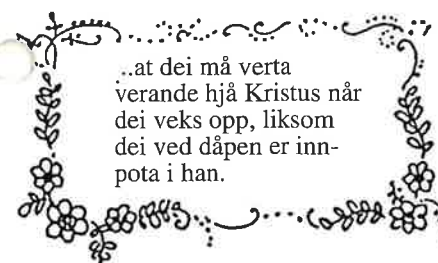 ..at dei må verta
verande hjå Kristus når
dei veks opp, liksom
dei ved dåpen er inn-
pota i han.